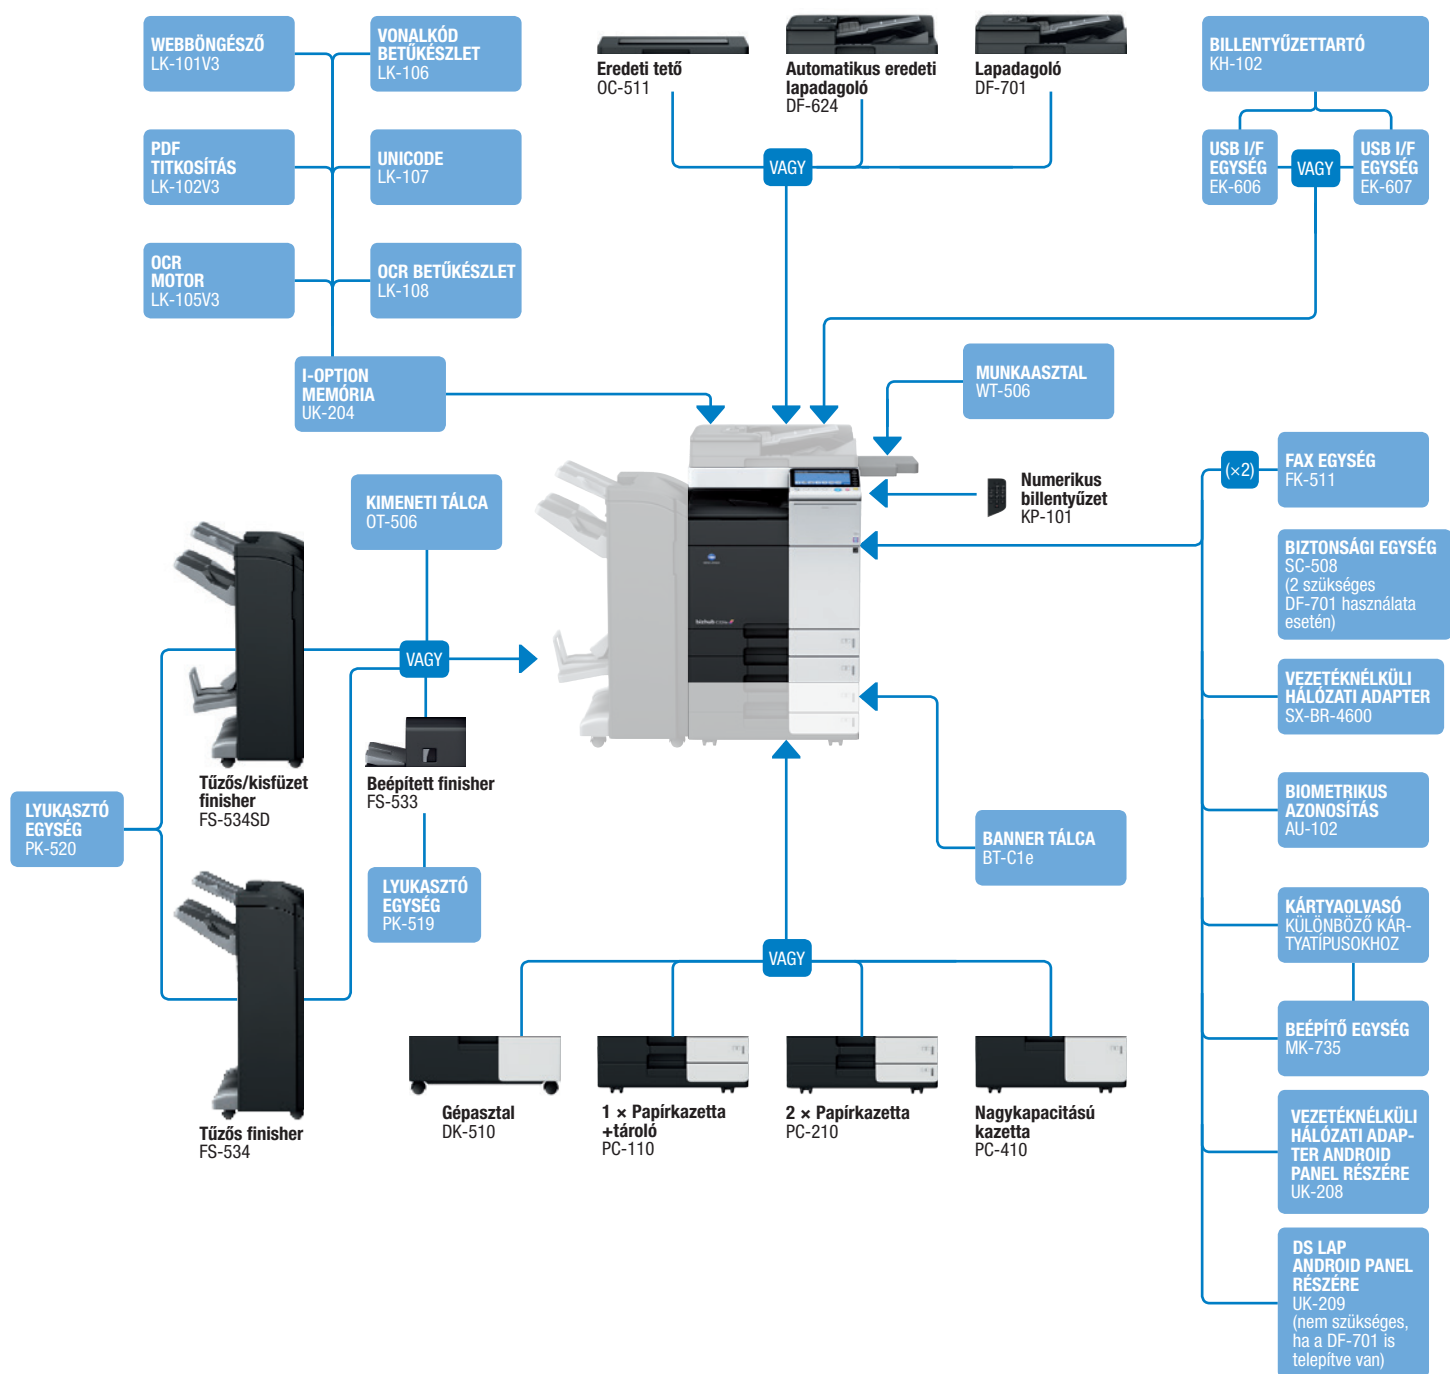 WEBBÖNGÉSZŐ
LK-101V3
VONALKÓD
BETŰKÉSZLET
LK-106
PDF
TITKOSÍTÁS
LK-102V3
UNICODE
LK-107
OCR
MOTOR
LK-105V3
OCR BETŰKÉSZLET
LK-108
I-OPTION
MEMÓRIA
UK-204
Eredeti tető
OC-511
Automatikus eredeti
lapadagoló
DF-624
Lapadagoló
DF-701
VAGY
BILLENTYŰZETTARTÓ
KH-102
USB I/F
EGYSÉG
EK-606
VAGY
USB I/F
EGYSÉG
EK-607
MUNKAASZTAL
WT-506
Numerikus
billentyűzet
KP-101
(×2)
FAX EGYSÉG
FK-511
BIZTONSÁGI EGYSÉG
SC-508
(2 szükséges
DF-701 használata
esetén)
VEZETÉKNÉLKÜLI
HÁLÓZATI ADAPTER
SX-BR-4600
BIOMETRIKUS
AZONOSÍTÁS
AU-102
KÁRTYAOLVASÓ
KÜLÖNBÖZŐ KÁR-
TYATÍPUSOKHOZ
BEÉPÍTŐ EGYSÉG
MK-735
VEZETÉKNÉLKÜLI
HÁLÓZATI ADAP-
TER ANDROID
PANEL RÉSZÉRE
UK-208
DS LAP
ANDROID PANEL
RÉSZÉRE
UK-209
(nem szükséges,
ha a DF-701 is
telepítve van)
KIMENETI TÁLCA
OT-506
VAGY
Tűzős/kisfüzet
finisher
FS-534SD
Beépített finisher
FS-533
LYUKASZTÓ
EGYSÉG
PK-520
LYUKASZTÓ
EGYSÉG
PK-519
Tűzős finisher
FS-534
bizhub
BANNER TÁLCA
BT-C1e
VAGY
Gépasztal
DK-510
1 × Papírkazetta
+tároló
PC-110
2 × Papírkazetta
PC-210
Nagykapacitású
kazetta
PC-410